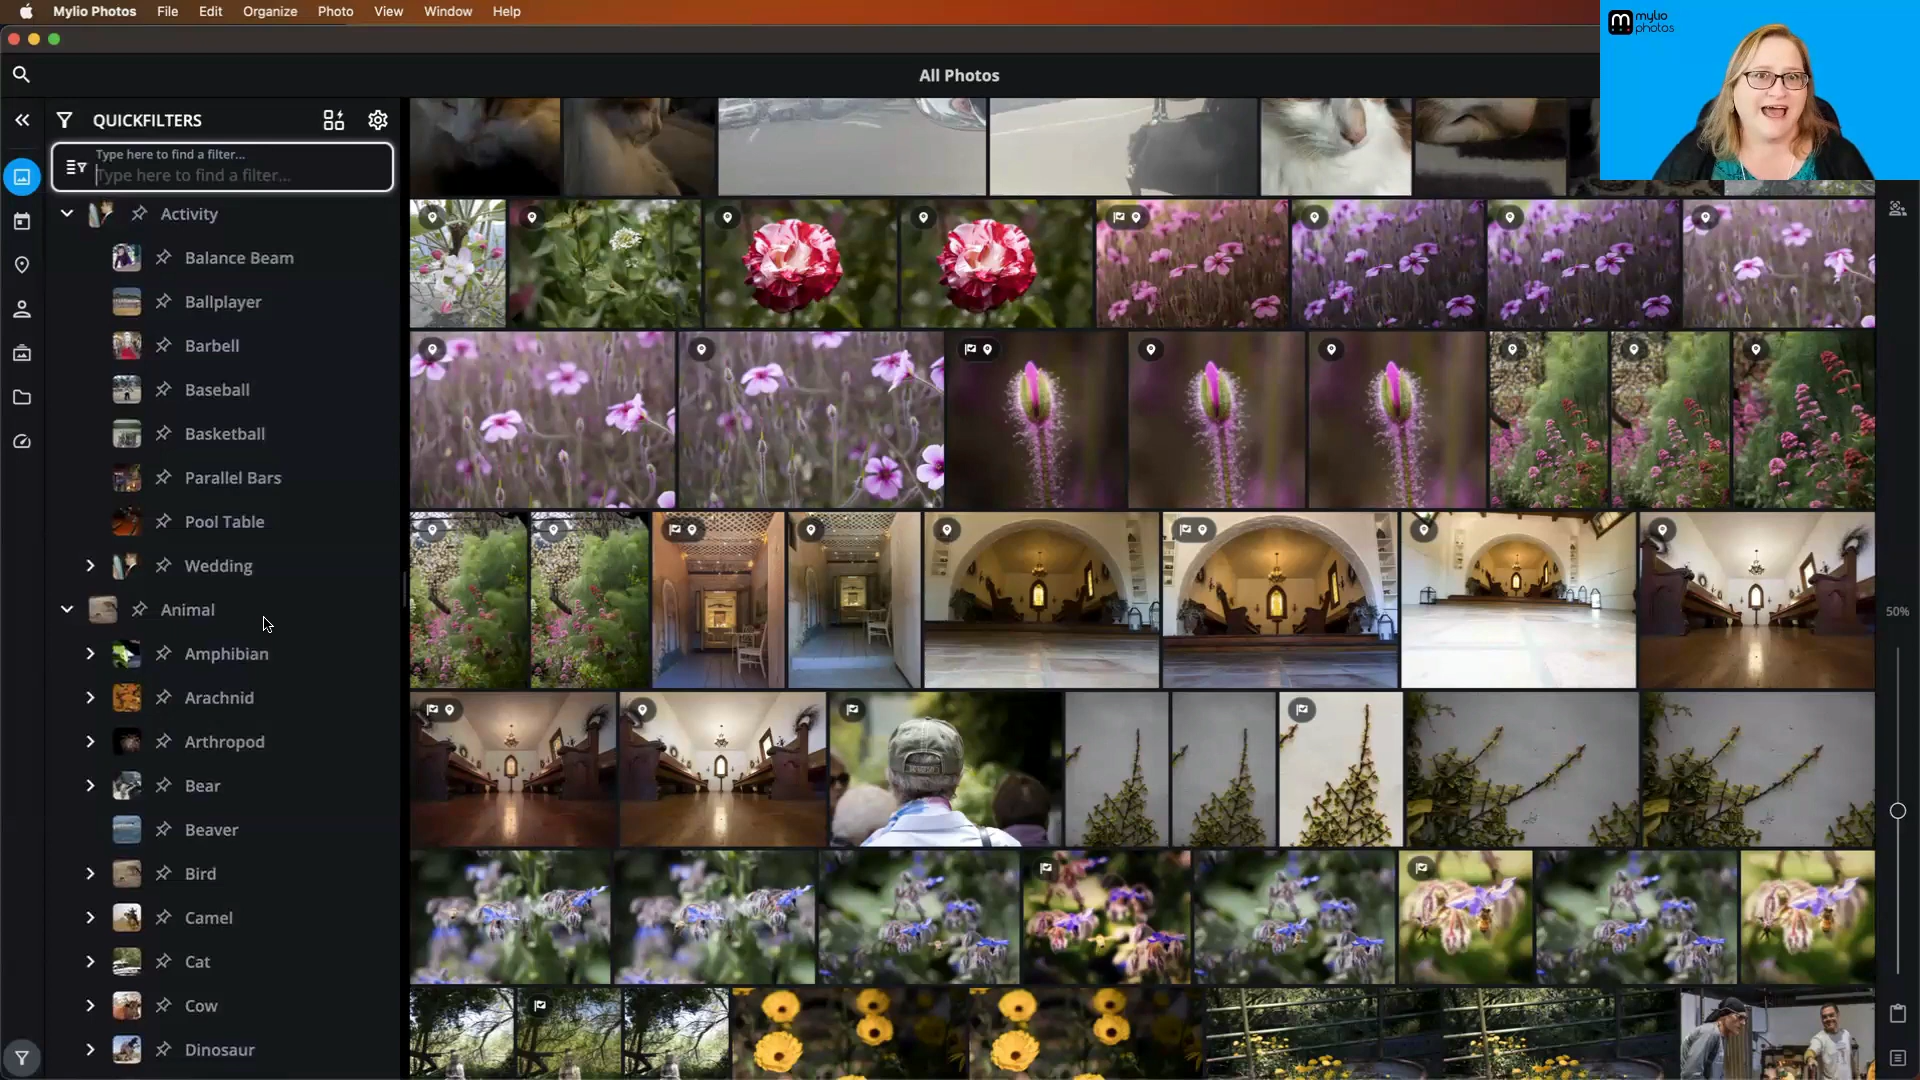 Mylio Photos File Edit Organize Photo View Window Help
mylio
photos
All Photos
QUICKFILTERS
Type here to find a filter...
Type here to find a filter...
Activity
Balance Beam
Ballplayer
Barbell
Baseball
Basketball
Parallel Bars
Pool Table
Wedding
Animal
Amphibian
Arachnid
Arthropod
Bear
Beaver
Bird
Camel
Cat
Cow
Dinosaur
50%